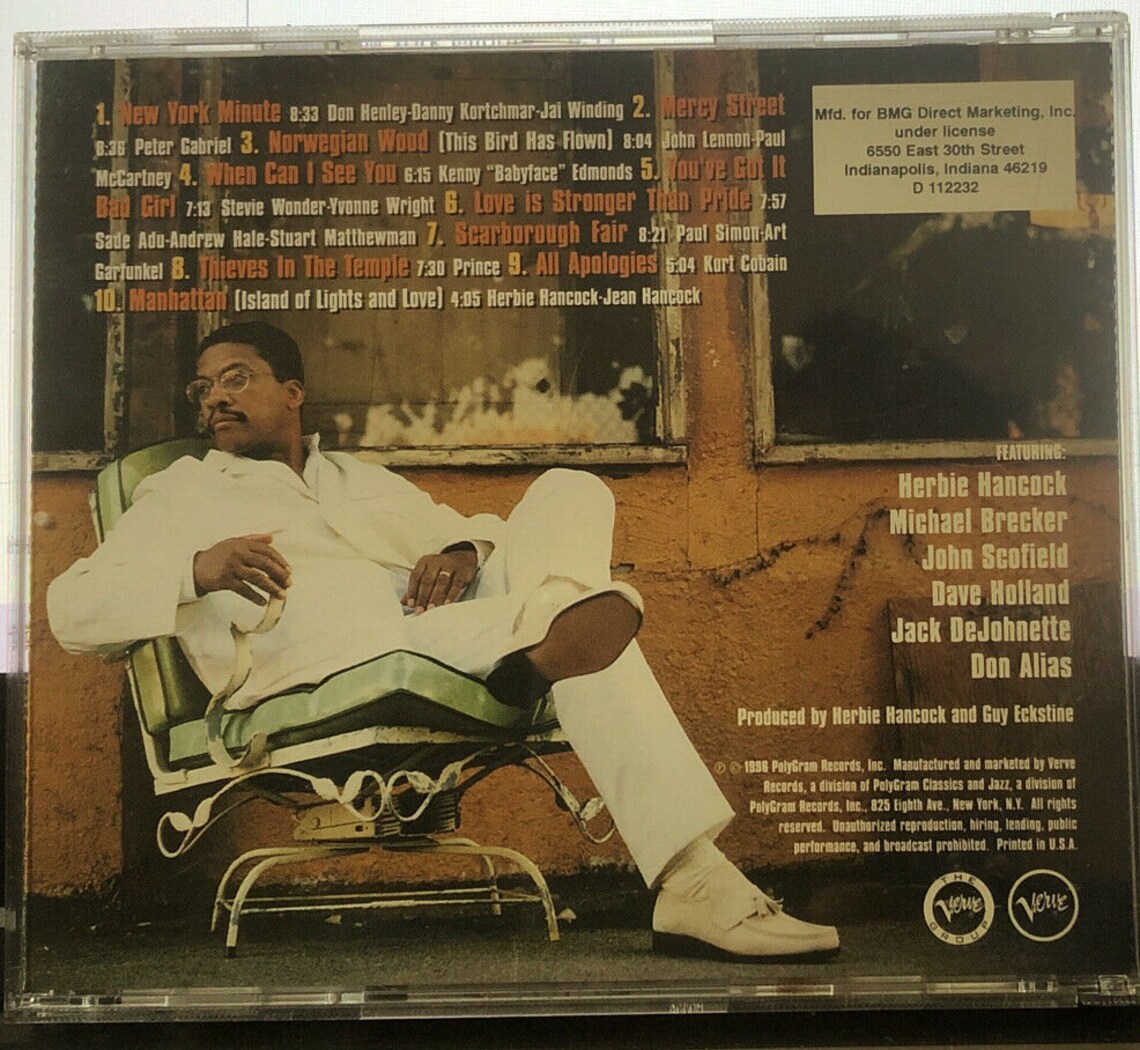 1. New York Minute 8:33 Don Henley-Danny Kortchmar-Jai Winding 2. Mercy Street
8:36 Peter Gabriel 3. Norwegian Wood (This Bird Has Flown) 8:04 John Lennon-Paul
McCartney 4. When Can I See You 6:15 Kenny "Babyface" Edmonds 5. You've Got It
Bad Girl 7:13 Stevie Wonder-Yvonne Wright 6. Love is Stronger Than Pride 7:57
Sade Adu-Andrew Hale-Stuart Matthewman 7. Scarborough Fair 8:21 Paul Simon-Art
Garfunkel 8. Thieves In The Temple 7:30 Prince 9. All Apologies 5:04 Kurt Cobain
10. Manhattan (Island of Lights and Love) 4:05 Herbie Hancock-Jean Hancock
Mfd. for BMG Direct Marketing, Inc.
under license
6550 East 30th Street
Indianapolis, Indiana 46219
D 112232
FEATURING:
Herbie Hancock
Michael Brecker
John Scofield
Dave Holland
Jack DeJohnette
Don Alias
Produced by Herbie Hancock and Guy Eckstine
℗ © 1996 PolyGram Records, Inc. Manufactured and marketed by Verve
Records, a division of PolyGram Classics and Jazz, a division of
PolyGram Records, Inc., 825 Eighth Ave., New York, N.Y. All rights
reserved. Unauthorized reproduction, hiring, lending, public
performance, and broadcast prohibited. Printed in U.S.A.
THE
Verve
GROUP
Verve